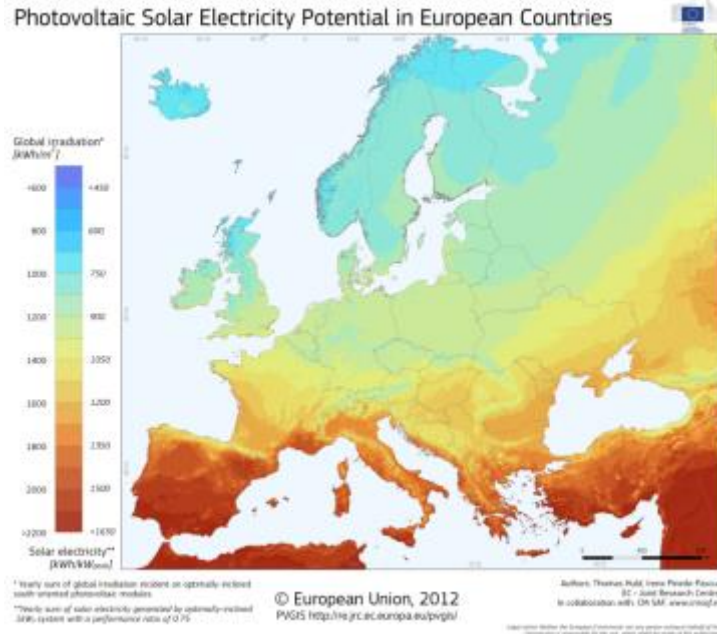 Photovoltaic Solar Electricity Potential in European Countries
Global irradiation*
[kWh/m²]
<600 <450
800 600
1000 750
1200 900
1400 1050
1600 1200
1800 1350
2000 1500
>2200 >1650
Solar electricity**
[kWh/kWpeak]
* Yearly sum of global irradiation incident on optimally-inclined
south-oriented photovoltaic modules
**Yearly sum of solar electricity generated by optimally-inclined
1kWp system with a performance ratio of 0.75
© European Union, 2012
PVGIS http://re.jrc.ec.europa.eu/pvgis/
Authors: Thomas Huld, Irene Pinedo-Pascua
EC - Joint Research Centre
In collaboration with: CM SAF,